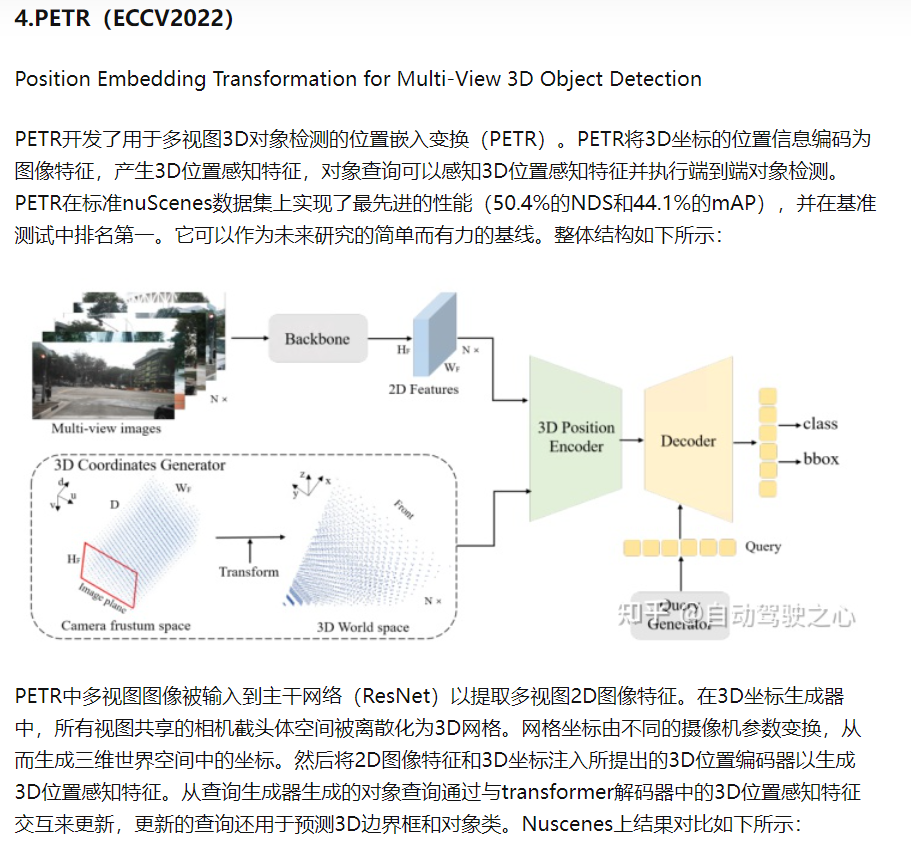 4.PETR（ECCV2022）
Position Embedding Transformation for Multi-View 3D Object Detection
PETR开发了用于多视图3D对象检测的位置嵌入变换（PETR）。PETR将3D坐标的位置信息编码为
图像特征，产生3D位置感知特征，对象查询可以感知3D位置感知特征并执行端到端对象检测。
PETR在标准nuScenes数据集上实现了最先进的性能（50.4%的NDS和44.1%的mAP），并在基准
测试中排名第一。它可以作为未来研究的简单而有力的基线。整体结构如下所示：
Backbone
HF
N ×
WF
2D Features
N ×
Multi-view images
3D Position
Encoder
Decoder
class
bbox
3D Coordinates Generator
d
u
v
D
WF
HF
Image plane
Camera frustum space
Transform
z
x
y
Front
N ×
3D World space
Query
Query
Generator
知乎 @自动驾驶之心
PETR中多视图图像被输入到主干网络（ResNet）以提取多视图2D图像特征。在3D坐标生成器
中，所有视图共享的相机截头体空间被离散化为3D网格。网格坐标由不同的摄像机参数变换，从
而生成三维世界空间中的坐标。然后将2D图像特征和3D坐标注入所提出的3D位置编码器以生成
3D位置感知特征。从查询生成器生成的对象查询通过与transformer解码器中的3D位置感知特征
交互来更新，更新的查询还用于预测3D边界框和对象类。Nuscenes上结果对比如下所示：